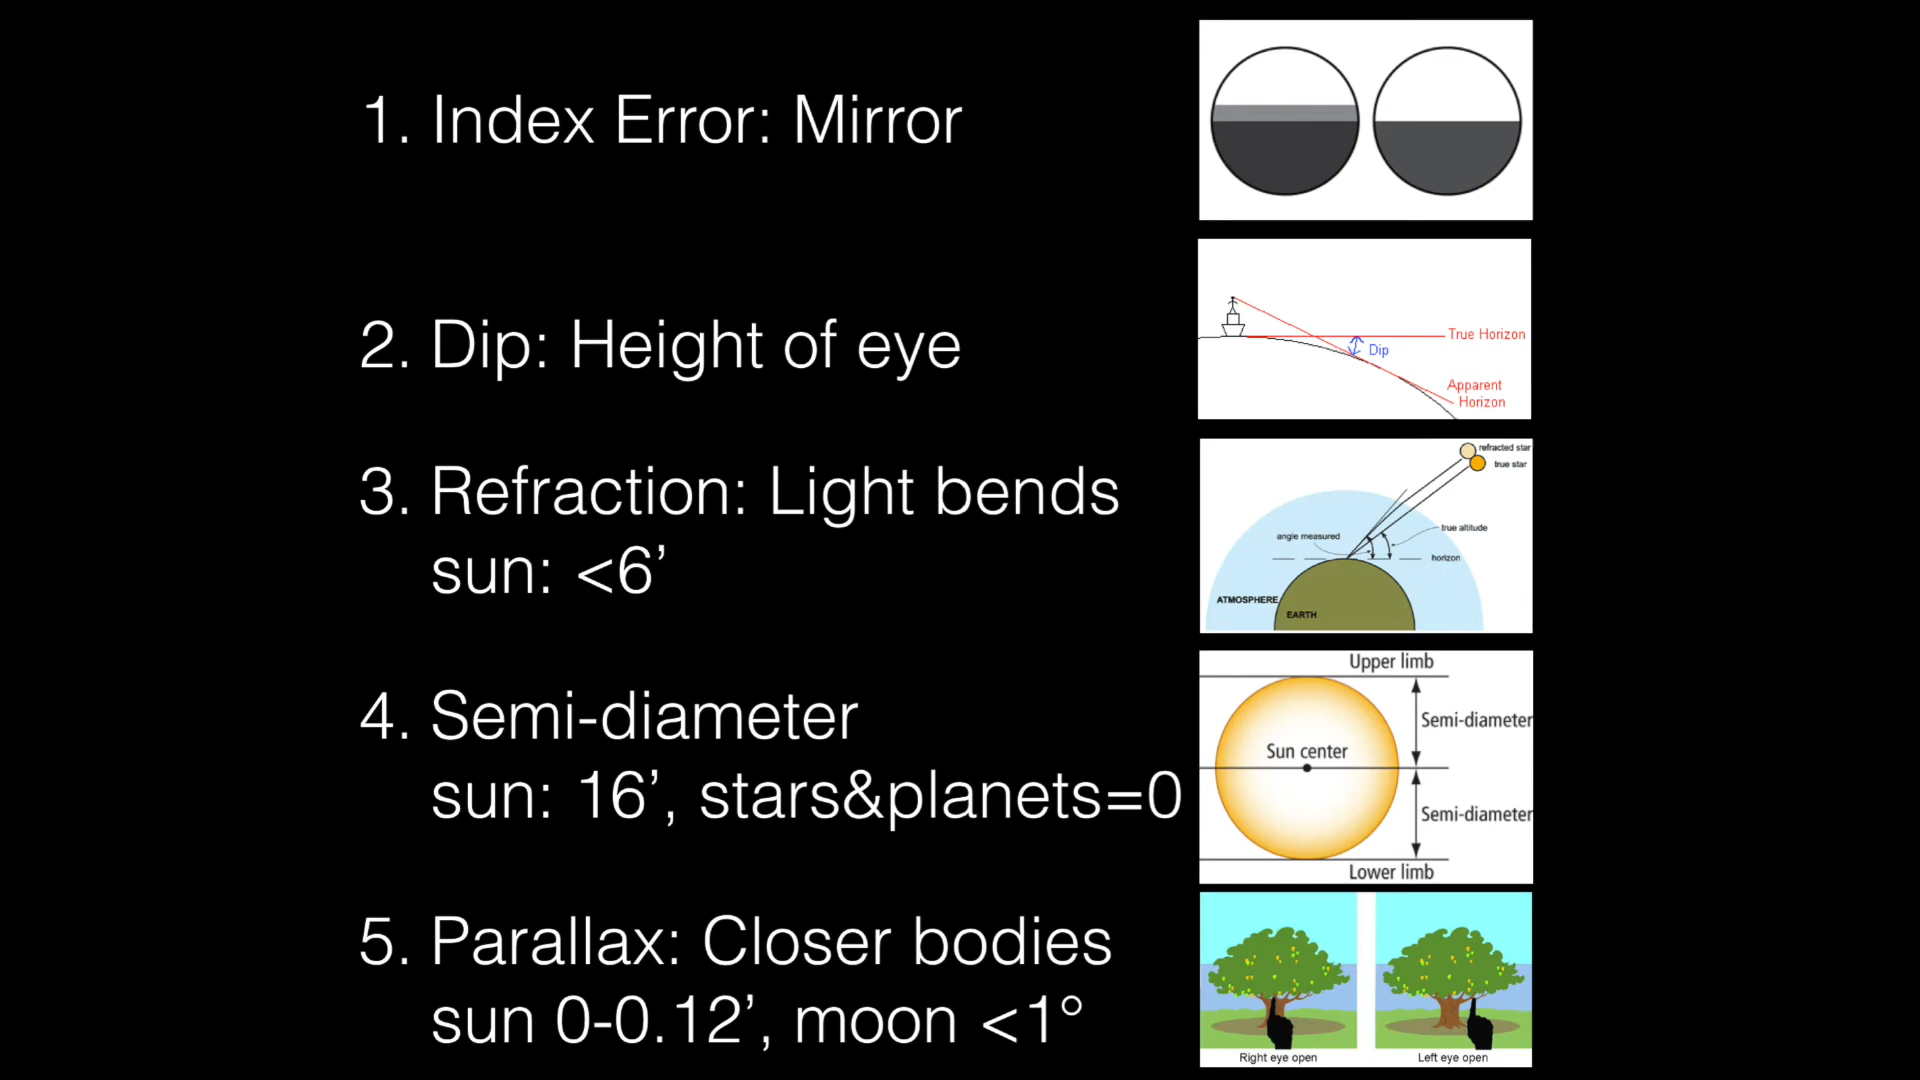 1. Index Error: Mirror
2. Dip: Height of eye
True Horizon
Dip
Apparent
Horizon
3. Refraction: Light bends
sun: <6’
refracted star
true star
true altitude
angle measured
horizon
ATMOSPHERE
EARTH
4. Semi-diameter
sun: 16’, stars&planets=0
Upper limb
Semi-diameter
Sun center
Semi-diameter
Lower limb
5. Parallax: Closer bodies
sun 0-0.12’, moon <1°
Right eye open
Left eye open